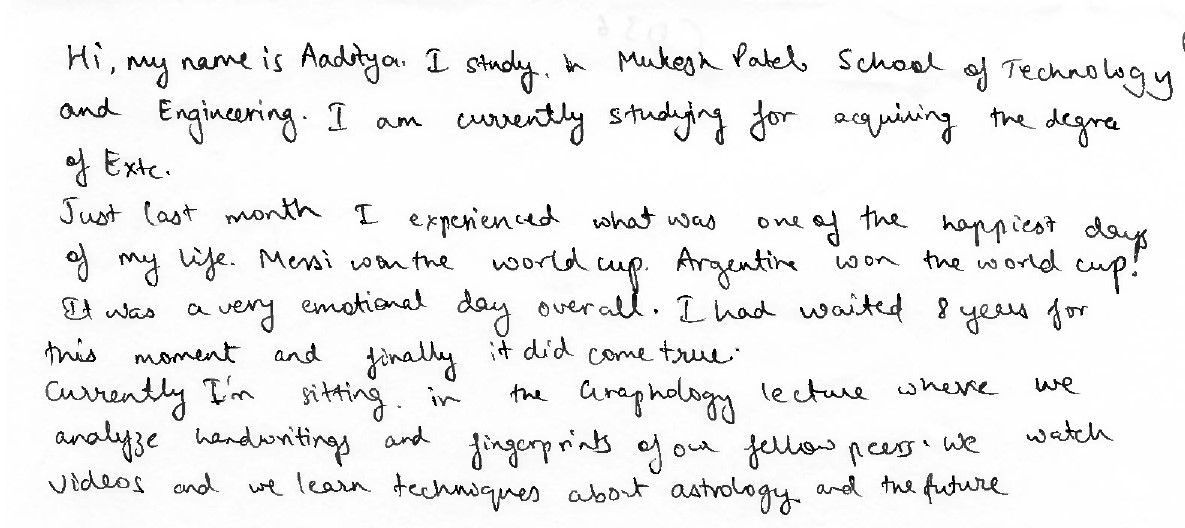 Hi, my name is Aaditya. I study in Mukesh Patel School of Technology
and Engineering. I am currently studying for acquiring the degree
of Extc.
Just last month I experienced what was one of the happiest days
of my life. Messi won the world cup. Argentina won the world cup!
It was a very emotional day overall. I had waited 8 years for
this moment and finally it did come true.
Currently I'm sitting in the Graphology lecture where we
analyze handwritings and fingerprints of our fellow peers. We watch
videos and we learn techniques about astrology and the future